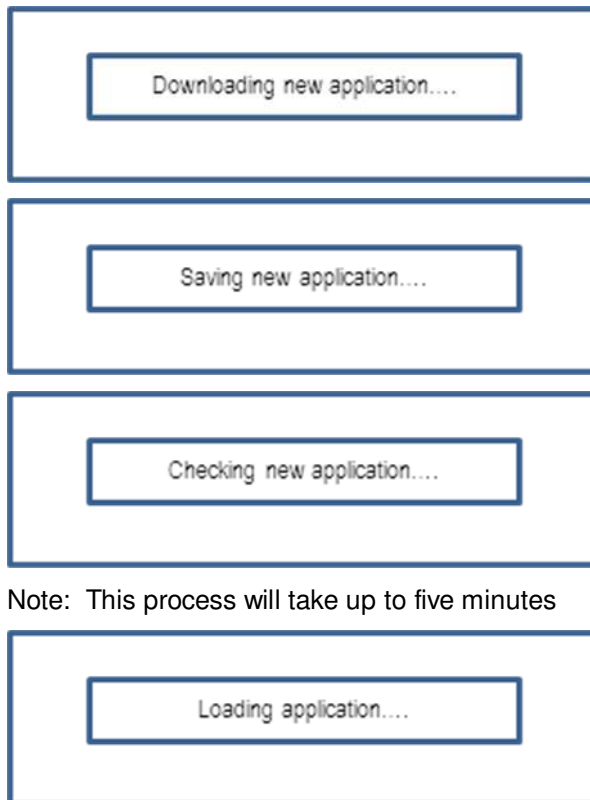 Downloading new application....
Saving new application....
Checking new application....
Note:  This process will take up to five minutes
Loading application....